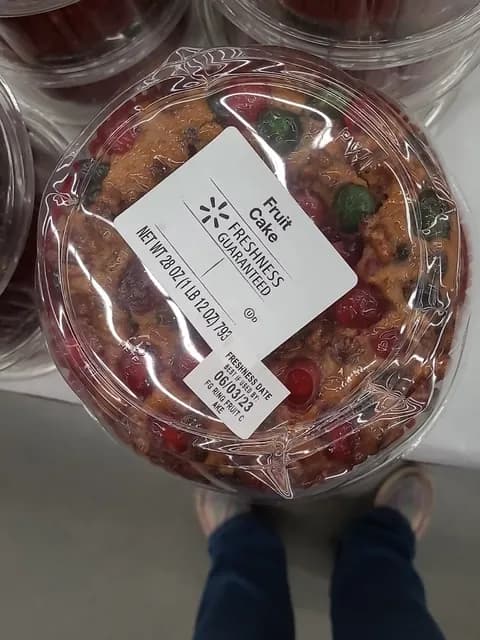 Fruit
Cake
FRESHNESS
GUARANTEED
NET WT 28 OZ (1 LB 12 OZ) 793
UD
FRESHNESS DATE
BEST IF USED BY:
06/03/23
FG RING FRUIT C
AKE